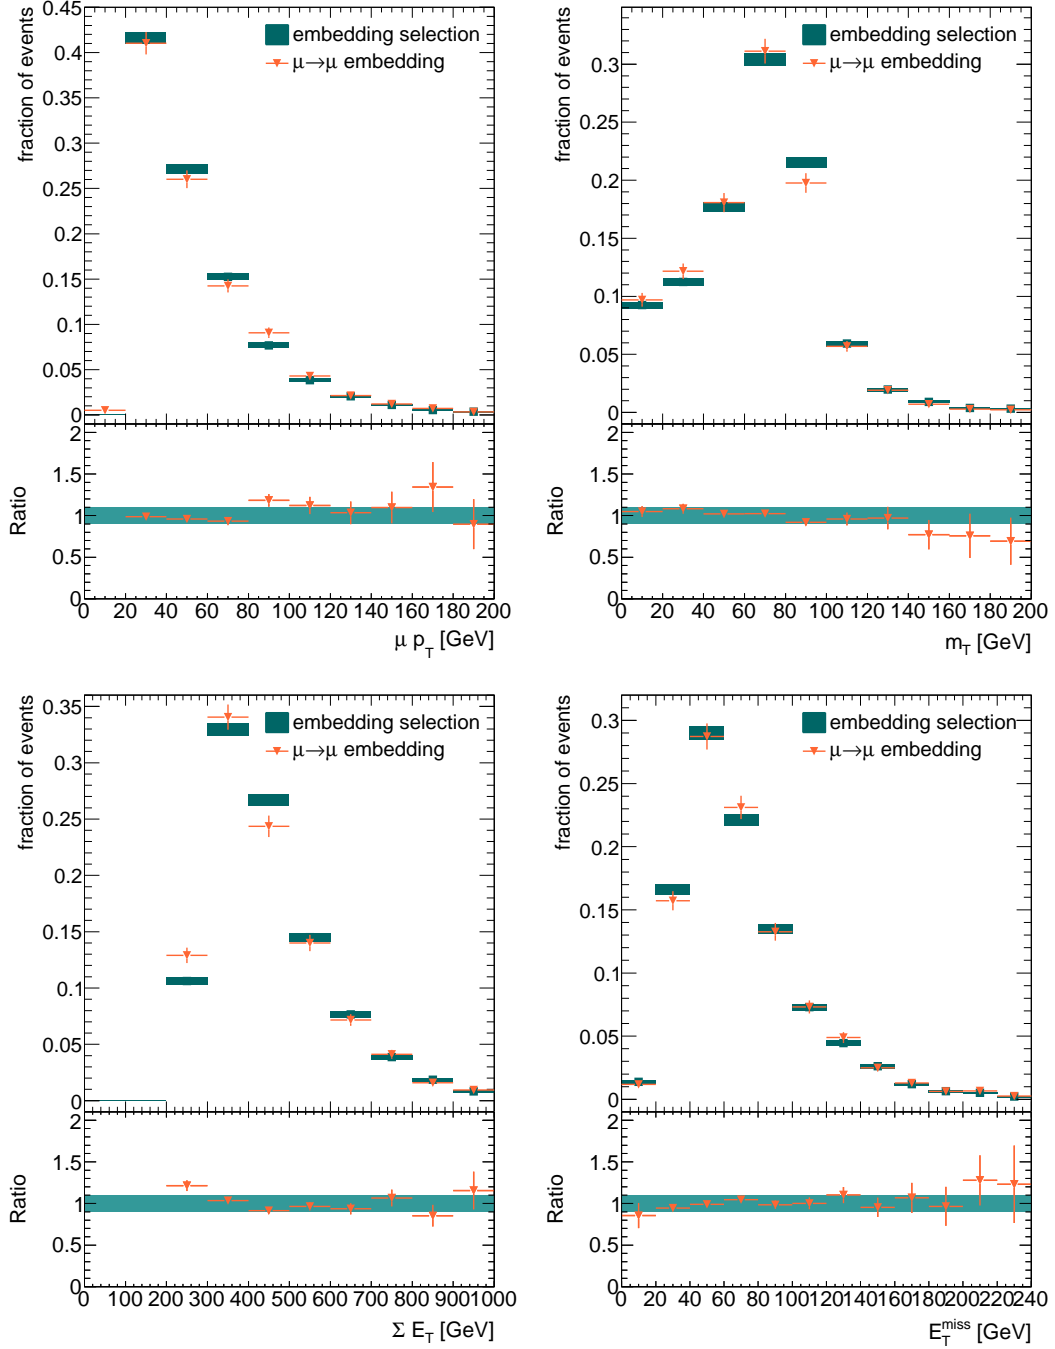 fraction of events
0.45
0.4
0.35
0.3
0.25
0.2
0.15
0.1
0.05
0
embedding selection
μ→μ embedding
Ratio
2
1.5
1
0.5
0
0 20 40 60 80 100 120 140 160 180 200
μ p_T [GeV]
fraction of events
0.3
0.25
0.2
0.15
0.1
0.05
0
embedding selection
μ→μ embedding
Ratio
2
1.5
1
0.5
0
0 20 40 60 80 100 120 140 160 180 200
m_T [GeV]
fraction of events
0.35
0.3
0.25
0.2
0.15
0.1
0.05
0
embedding selection
μ→μ embedding
Ratio
2
1.5
1
0.5
0
0 100 200 300 400 500 600 700 800 900 1000
Σ E_T [GeV]
fraction of events
0.3
0.25
0.2
0.15
0.1
0.05
0
embedding selection
μ→μ embedding
Ratio
2
1.5
1
0.5
0
0 20 40 60 80 100 120 140 160 180 200 220 240
E_T^miss [GeV]